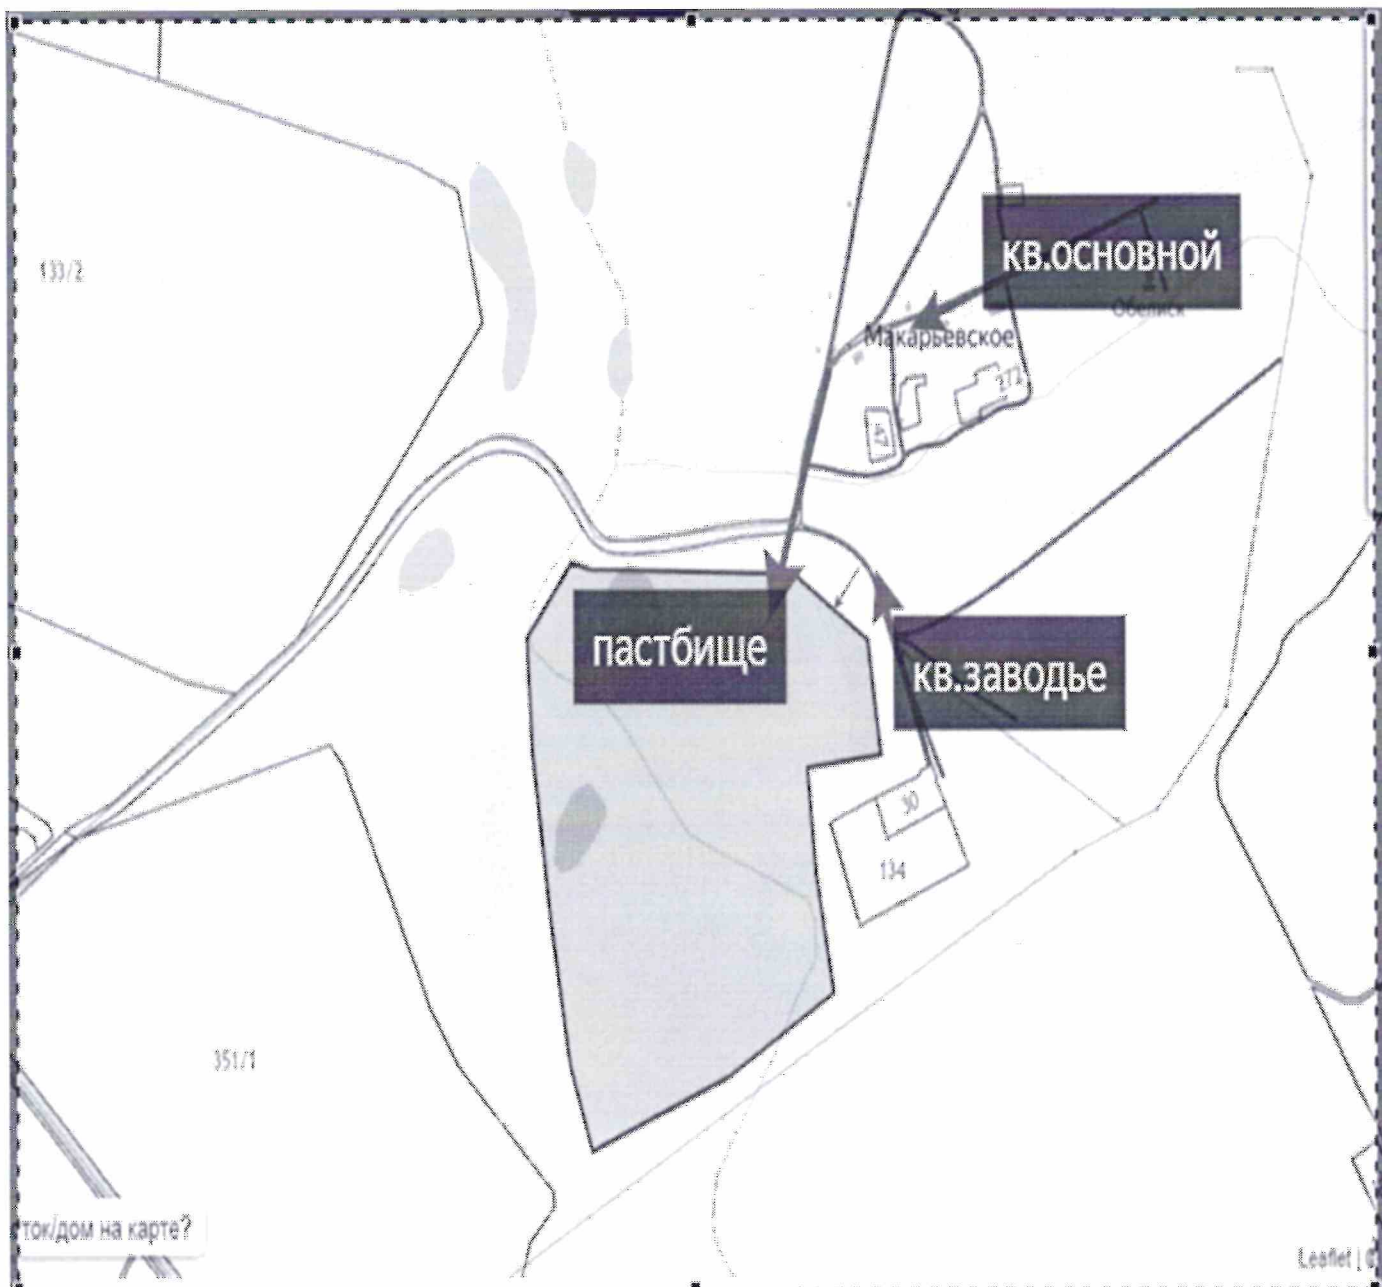 133/2
кв.основной
Обелиск
Макарьевское
272
47
пастбище
кв.заводье
30
134
351/1
ток/дом на карте?
Leaflet |